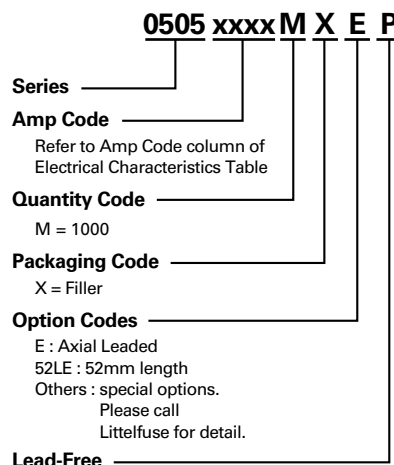 0505 xxxx M X E P
Series
Amp Code
Refer to Amp Code column of
Electrical Characteristics Table
Quantity Code
M = 1000
Packaging Code
X = Filler
Option Codes
E : Axial Leaded
52LE : 52mm length
Others : special options.
Please call
Littelfuse for detail.
Lead-Free